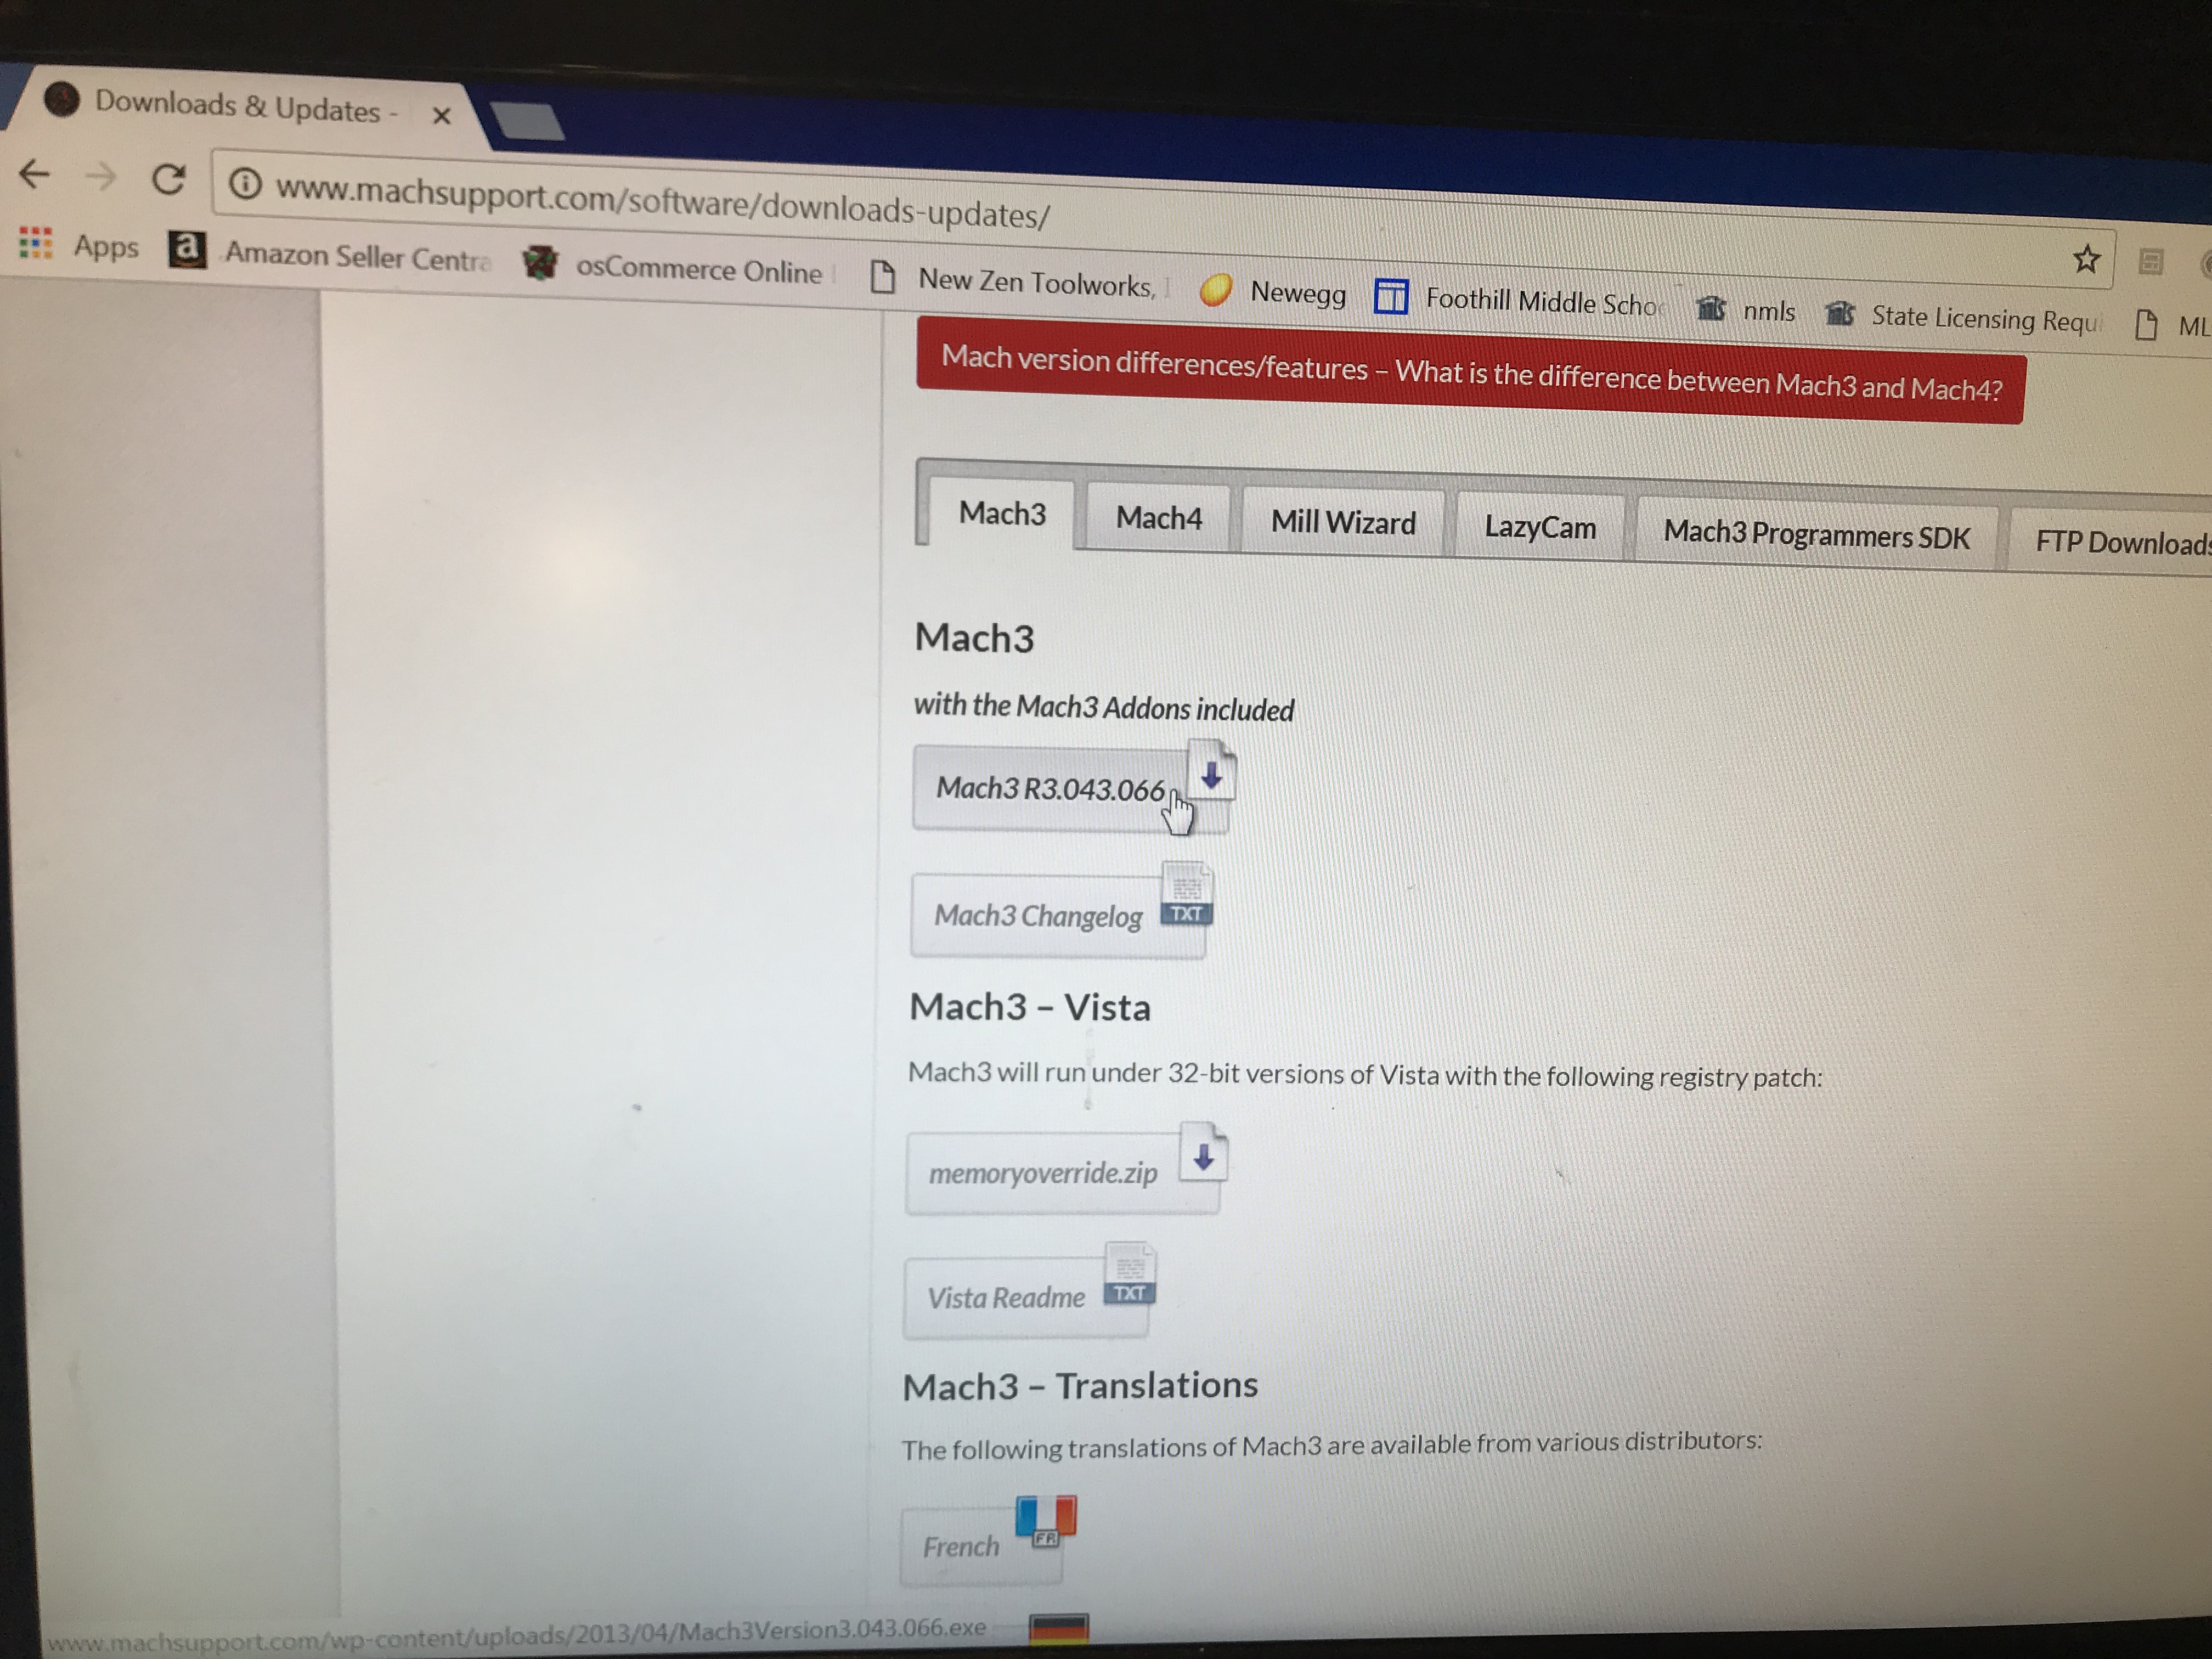 Downloads & Updates -
www.machsupport.com/software/downloads-updates/
Apps
a Amazon Seller Centra
osCommerce Online
New Zen Toolworks,
Newegg
Foothill Middle Schoo
nmls
State Licensing Requi
ML
Mach version differences/features – What is the difference between Mach3 and Mach4?
Mach3
Mach4
Mill Wizard
LazyCam
Mach3 Programmers SDK
FTP Downloads
Mach3
with the Mach3 Addons included
Mach3 R3.043.066
Mach3 Changelog
TXT
Mach3 – Vista
Mach3 will run under 32-bit versions of Vista with the following registry patch:
memoryoverride.zip
Vista Readme
TXT
Mach3 – Translations
The following translations of Mach3 are available from various distributors:
French
FR
www.machsupport.com/wp-content/uploads/2013/04/Mach3Version3.043.066.exe